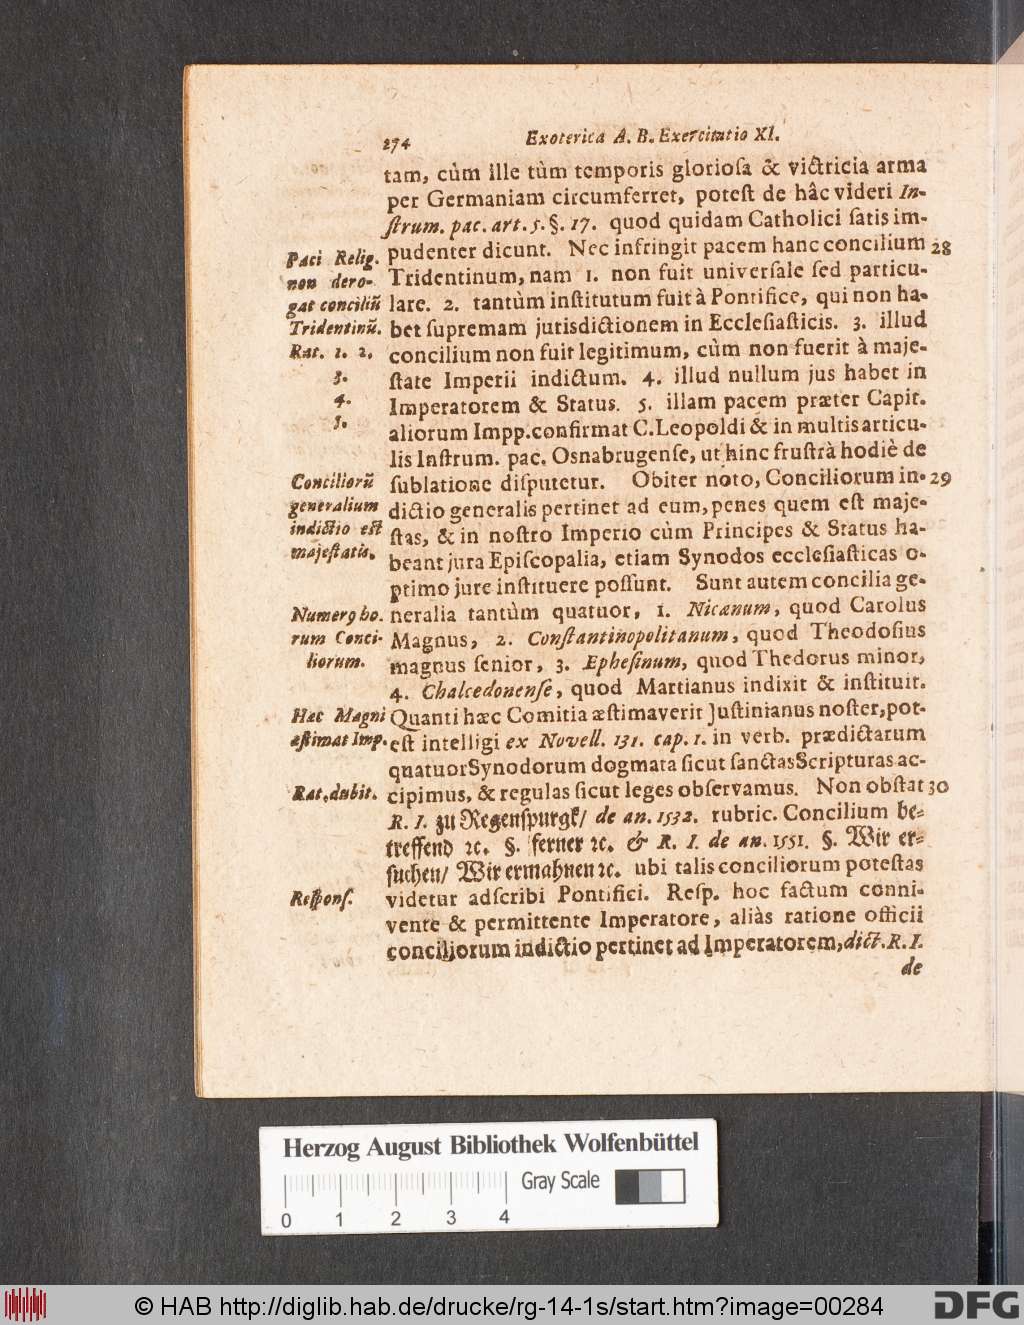 274 Exoterica A. B. Exercitatio XI.
tam, cùm ille tùm temporis glorioſa & victricia arma
per Germaniam circumferret, poteſt de hâc videri In-
ſtrum. pac. art. 5. §. 17. quod quidam Catholici ſatis im-
pudenter dicunt. Nec infringit pacem hanc concilium 28
Tridentinum, nam 1. non fuit univerſale ſed particu-
lare. 2. tantùm inſtitutum fuit à Pontifice, qui non ha-
bet ſupremam jurisdictionem in Eccleſiaſticis. 3. illud
concilium non fuit legitimum, cùm non fuerit à maje-
ſtate Imperii indictum. 4. illud nullum jus habet in
Imperatorem & Status. 5. illam pacem præter Capit.
aliorum Impp. confirmat C. Leopoldi & in multis articu-
lis Inſtrum. pac. Osnabrugenſe, ut hinc fruſtrà hodiè de
ſublatione diſputetur. Obiter noto, Conciliorum in- 29
dictio generalis pertinet ad eum, penes quem eſt maje-
ſtas, & in noſtro Imperio cùm Principes & Status ha-
beant jura Epiſcopalia, etiam Synodos eccleſiaſticas o-
ptimo jure inſtituere poſſunt. Sunt autem concilia ge-
neralia tantùm quatuor, 1. Nicænum, quod Carolus
Magnus, 2. Conſtantinopolitanum, quod Theodoſius
magnus ſenior, 3. Epheſinum, quod Thedorus minor,
4. Chalcedonenſe, quod Martianus indixit & inſtituit.
Quanti hæc Comitia æſtimaverit Juſtinianus noſter, pot-
eſt intelligi ex Novell. 131. cap. 1. in verb. prædictarum
quatuor Synodorum dogmata ſicut ſanctas Scripturas ac-
cipimus, & regulas ſicut leges obſervamus. Non obſtat 30
R. I. zu Regenſpurgk/ de an. 1532. rubric. Concilium be-
treffend ꝛc. §. ferner ꝛc. & R. I. de an. 1551. §. Wir er-
ſuchen/ Wir ermahnen ꝛc. ubi talis conciliorum poteſtas
videtur adſcribi Pontifici. Reſp. hoc factum conni-
vente & permittente Imperatore, aliàs ratione officii
conciliorum indictio pertinet ad Imperatorem, dict. R. I.
de
Paci Relig.
non dero-
gat conciliũ
Tridentinũ.
Rat. 1. 2.
3.
4.
5.
Conciliorũ
generalium
indictio eſt
majeſtatis.
Numerꝰ ho-
rum Conci-
liorum.
Hæc Magni
æſtimat Imp.
Rat. dubit.
Reſponſ.
Herzog August Bibliothek Wolfenbüttel
Gray Scale
0 1 2 3 4
© HAB http://diglib.hab.de/drucke/rg-14-1s/start.htm?image=00284
DFG